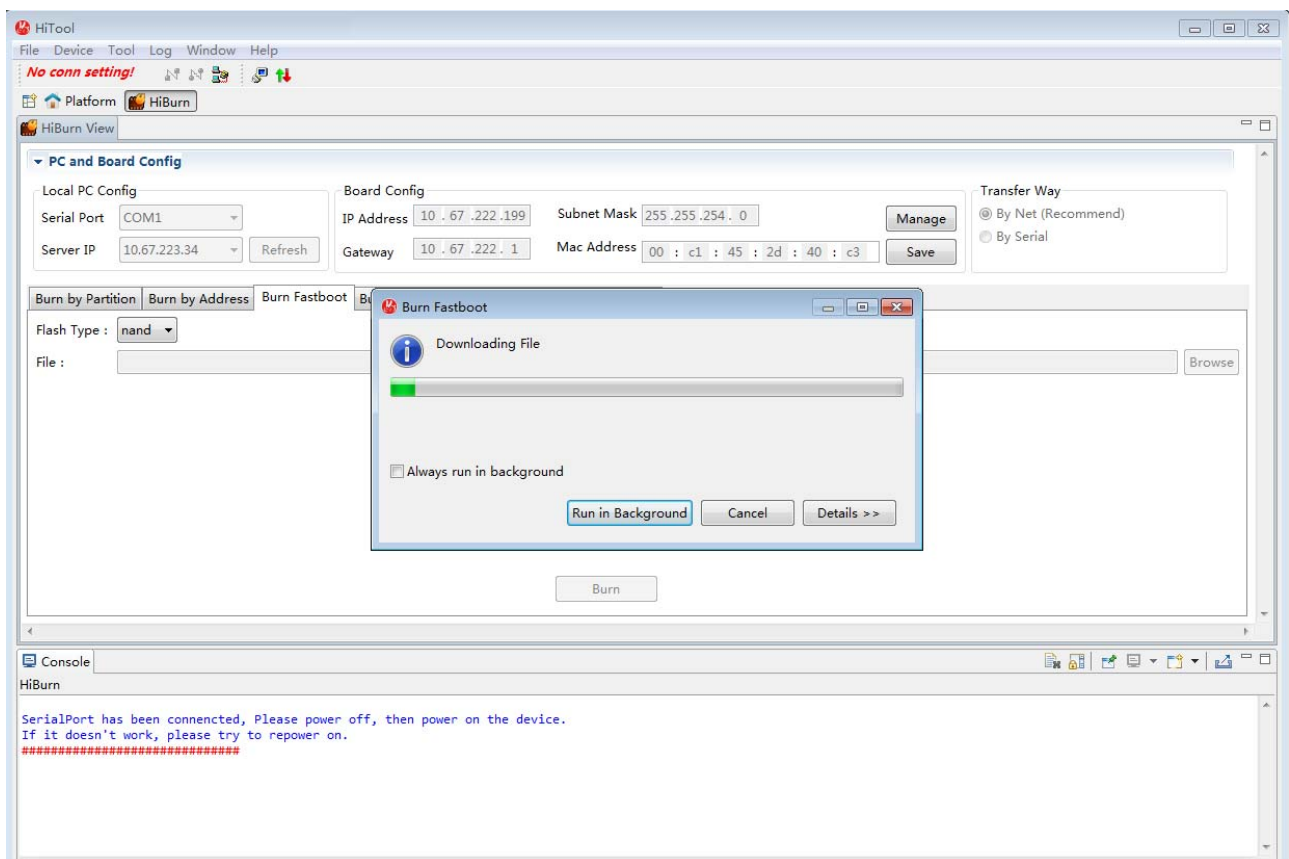 HiTool
File Device Tool Log Window Help
No conn setting!
Platform HiBurn
HiBurn View
PC and Board Config
Local PC Config Board Config Transfer Way
Serial Port COM1 IP Address 10 . 67 .222 .199 Subnet Mask 255 .255 .254 . 0 Manage By Net (Recommend)
By Serial
Server IP 10.67.223.34 Refresh Gateway 10 . 67 .222 . 1 Mac Address 00 : c1 : 45 : 2d : 40 : c3 Save
Burn by Partition Burn by Address Burn Fastboot
Flash Type : nand
File : Browse
Burn Fastboot
Downloading File
Always run in background
Run in Background Cancel Details >>
Burn
Console
HiBurn
SerialPort has been connencted, Please power off, then power on the device.
If it doesn't work, please try to repower on.
##############################